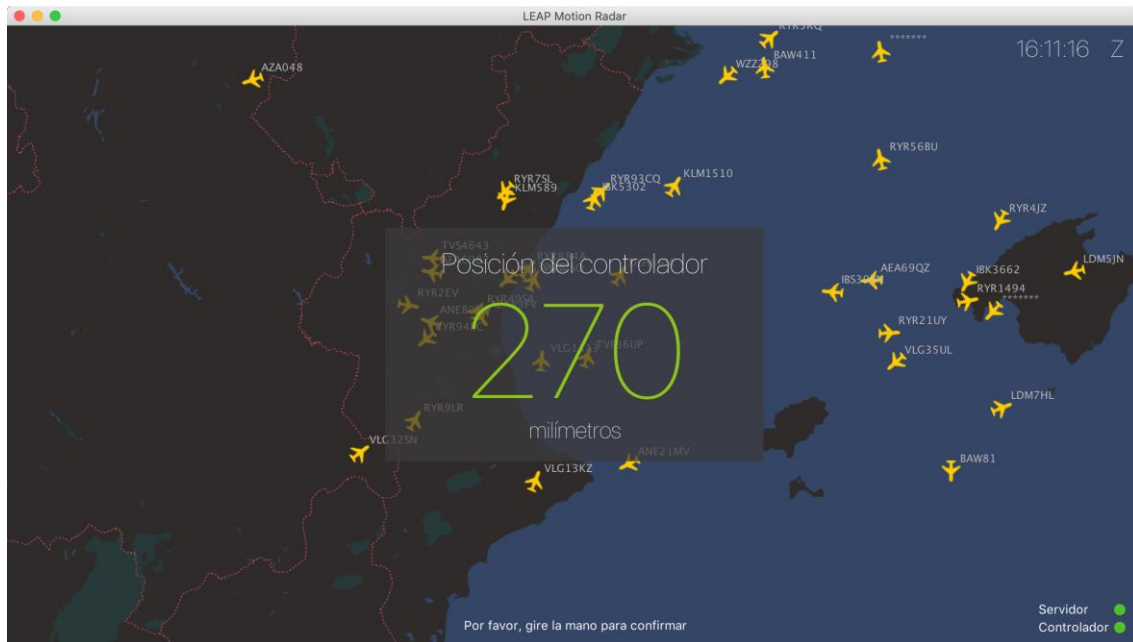 LEAP Motion Radar
RYR5RQ
*******
16:11:16 Z
BAW411
WZZ298
AZA048
RYR56BU
RYR7SL
RYR93CQ
KLM1510
KLM589
IBK5302
RYR4JZ
TVS4643
Posición del controlador
AEA69QZ
LDM5JN
IBK3662
RYR2EV
RYR1494
*******
270
RYR21UY
VLG35UL
RYR9LR
LDM7HL
milímetros
VLG32SN
ANE21MV
BAW81
VLG13KZ
Servidor
Por favor, gire la mano para confirmar
Controlador